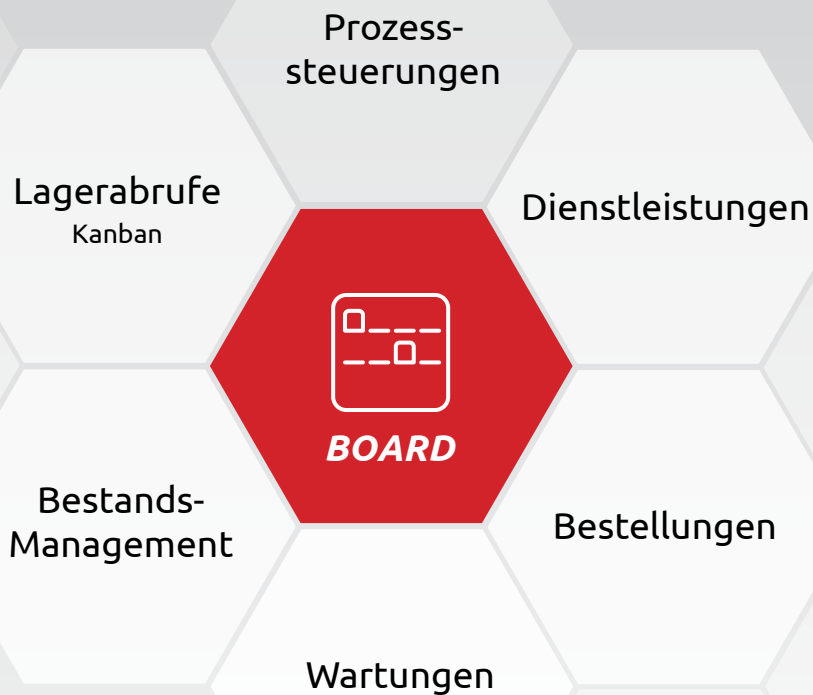 Prozess-
steuerungen
Lagerabrufe
Kanban
Dienstleistungen
BOARD
Bestands-
Management
Bestellungen
Wartungen